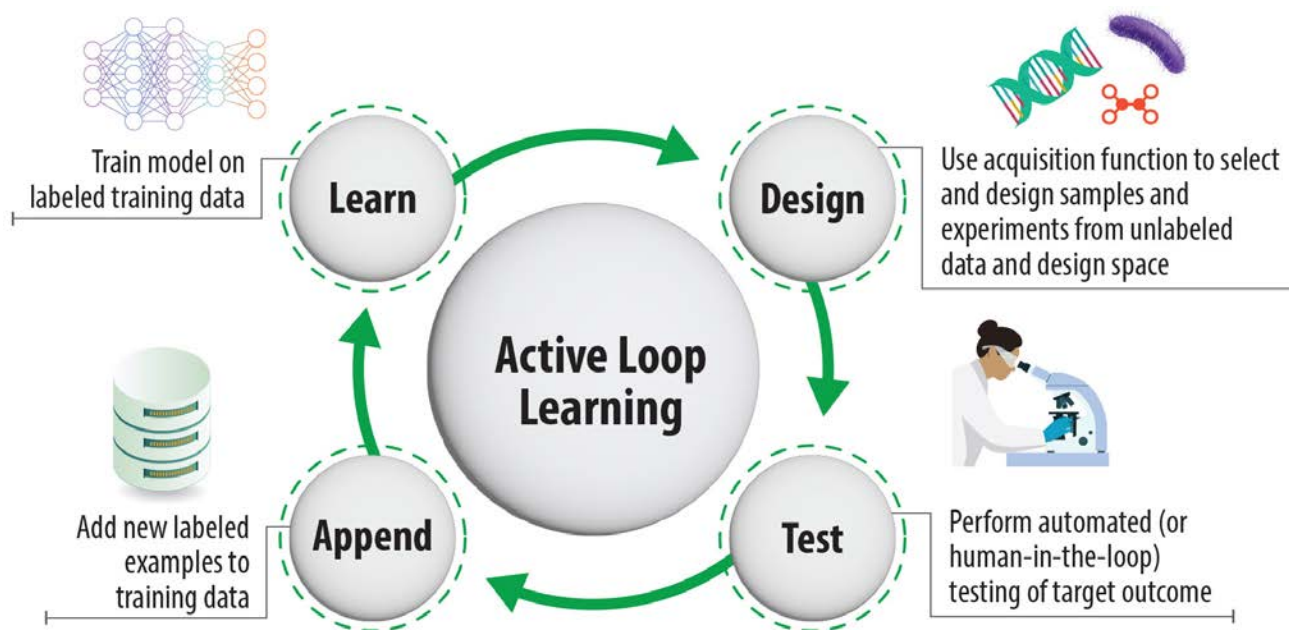 Train model on
labeled training data
Learn
Design
Use acquisition function to select
and design samples and
experiments from unlabeled
data and design space
Active Loop
Learning
Add new labeled
examples to
training data
Append
Test
Perform automated (or
human-in-the-loop)
testing of target outcome